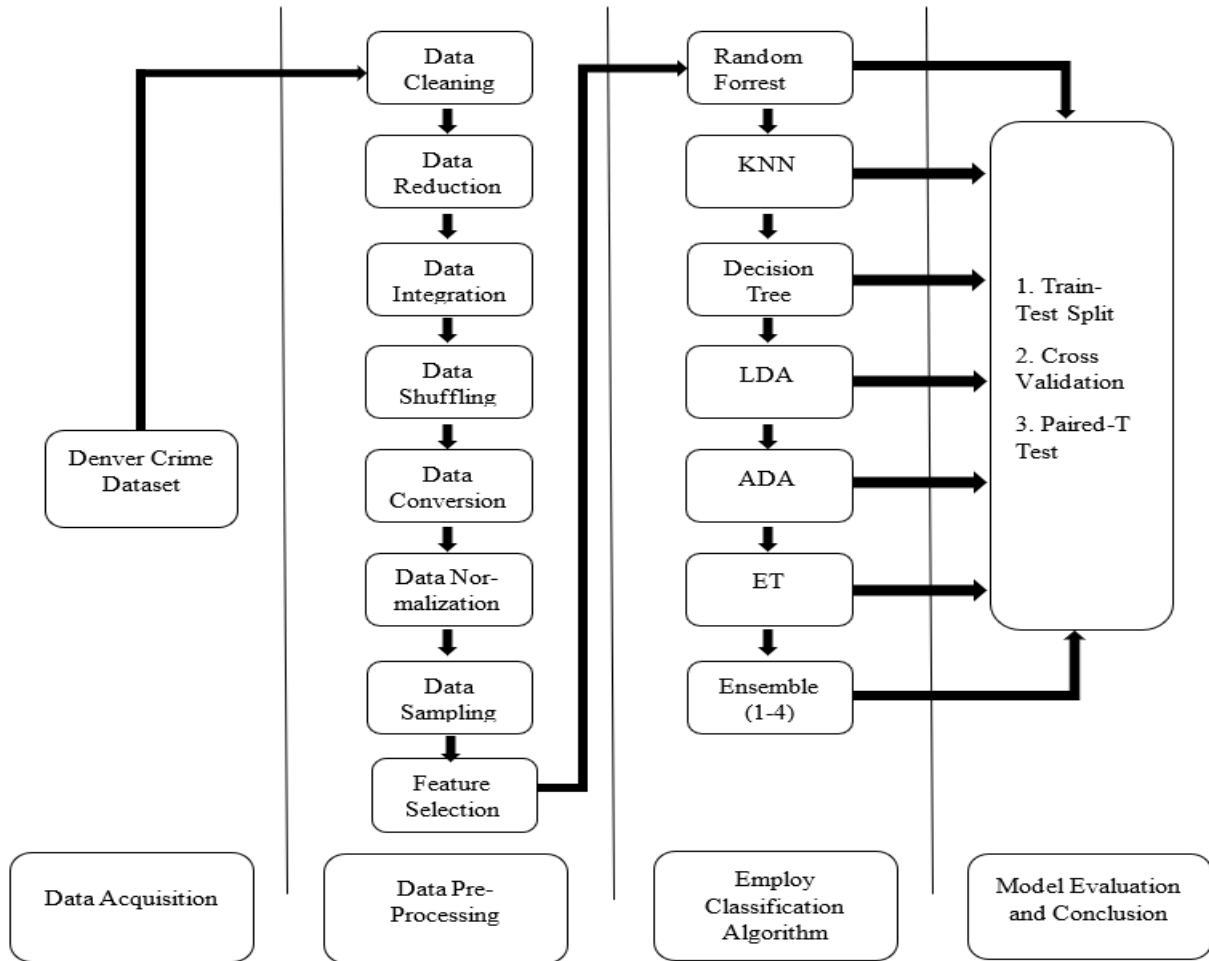 Denver Crime
Dataset
Data Acquisition
Data
Cleaning
Data
Reduction
Data
Integration
Data
Shuffling
Data
Conversion
Data Nor-
malization
Data
Sampling
Feature
Selection
Data Pre-
Processing
Random
Forrest
KNN
Decision
Tree
LDA
ADA
ET
Ensemble
(1-4)
Employ
Classification
Algorithm
1. Train-
Test Split
2. Cross
Validation
3. Paired-T
Test
Model Evaluation
and Conclusion